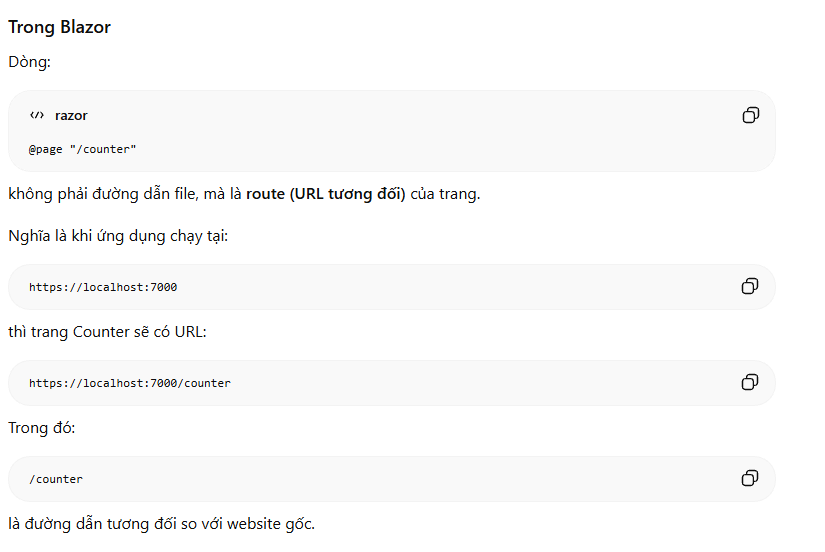 Trong Blazor
Dòng:
</> razor
@page "/counter"
không phải đường dẫn file, mà là route (URL tương đối) của trang.
Nghĩa là khi ứng dụng chạy tại:
https://localhost:7000
thì trang Counter sẽ có URL:
https://localhost:7000/counter
Trong đó:
/counter
là đường dẫn tương đối so với website gốc.